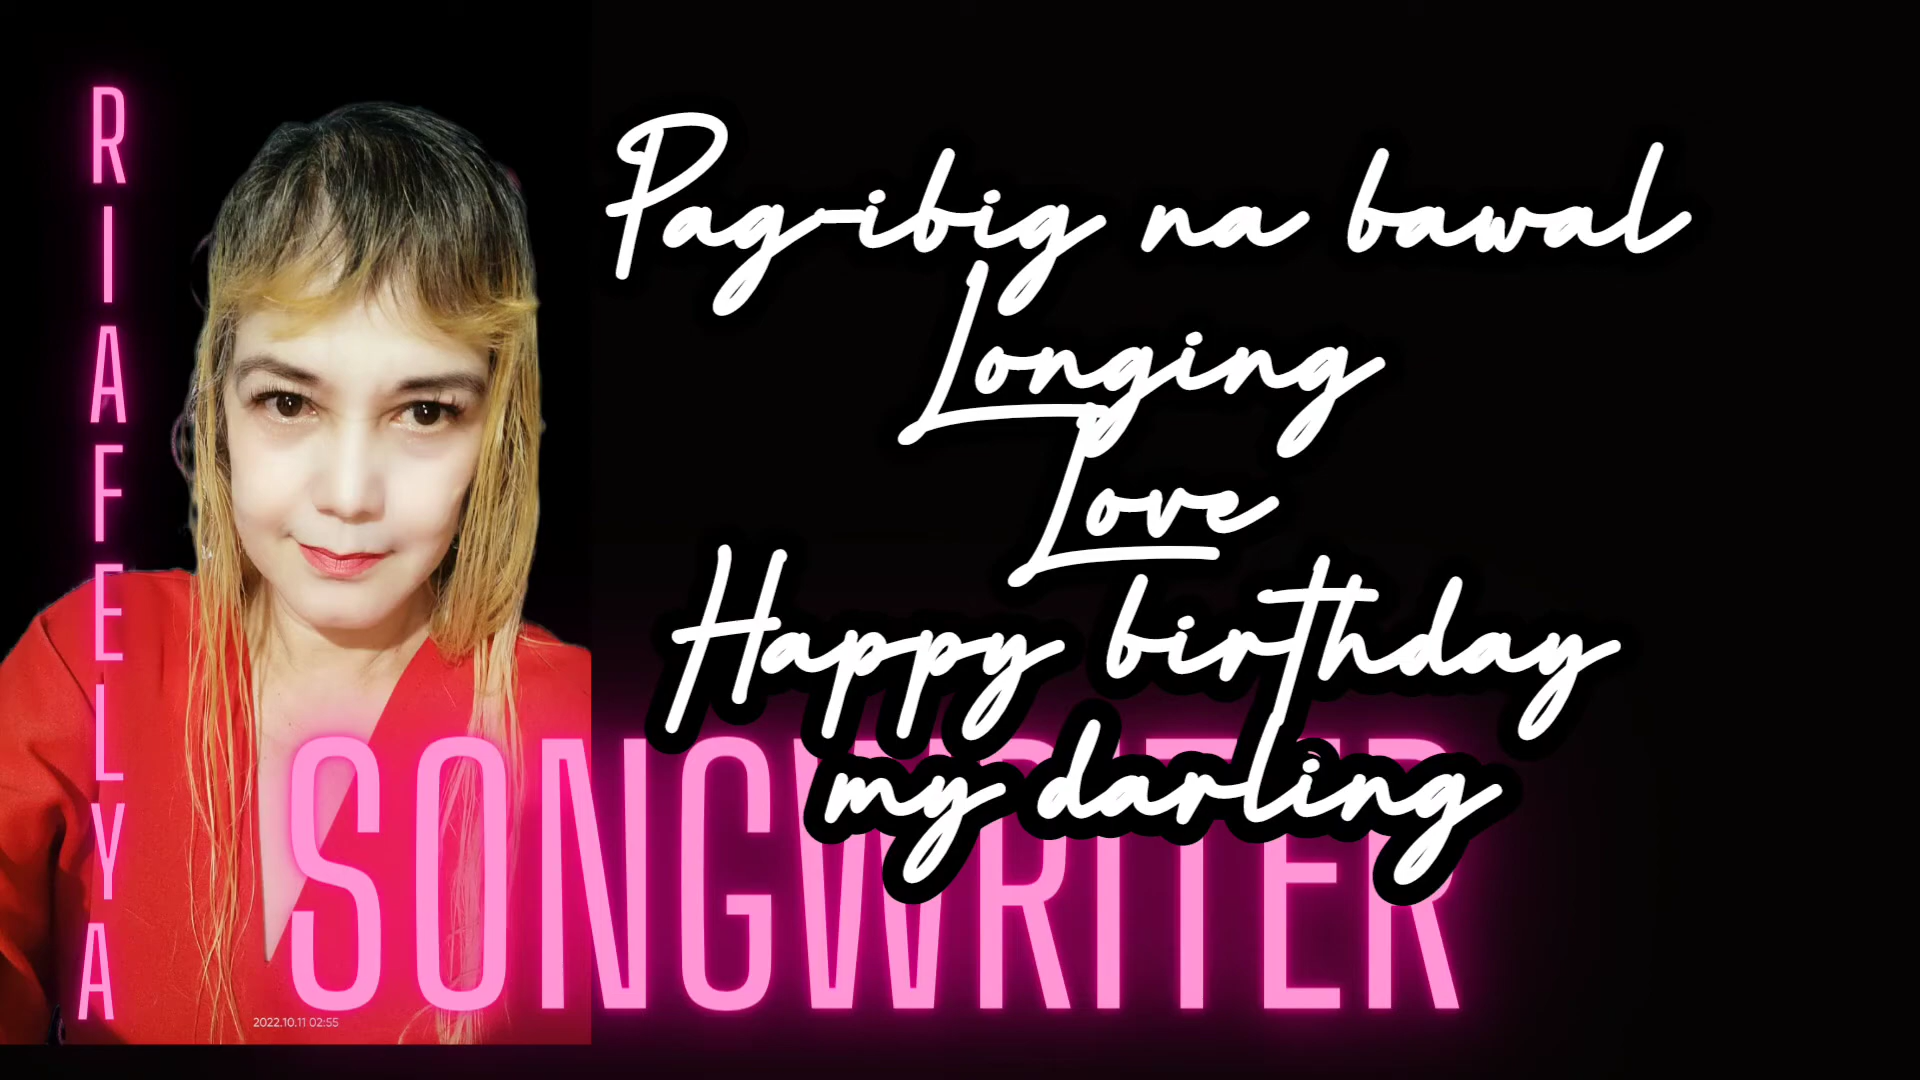 RIAFELYA
Pag-ibig na bawal
Longing
Love
Happy birthday
my darling
SONGWRITER
2022.10.11 02:55